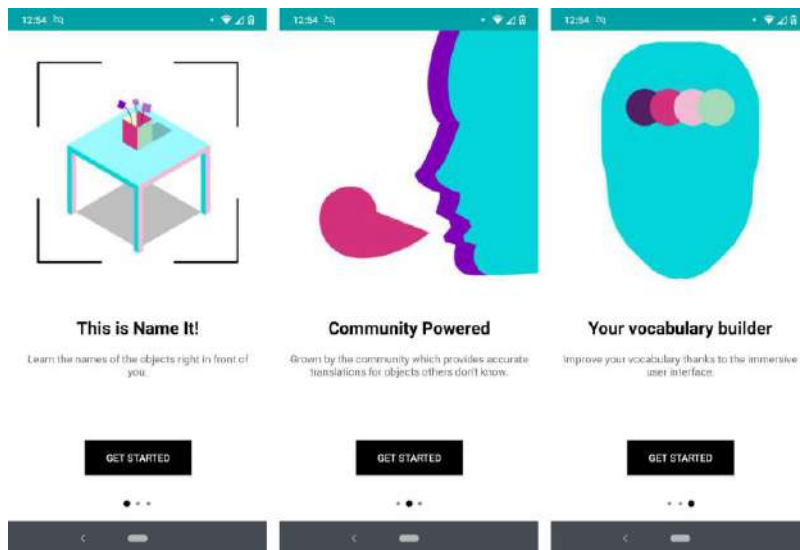 12:54
This is Name It!
Learn the names of the objects right in front of
you.
GET STARTED
12:54
Community Powered
Grown by the community which provides accurate
translations for objects others don't know.
GET STARTED
12:54
Your vocabulary builder
Improve your vocabulary thanks to the immersive
user interface.
GET STARTED